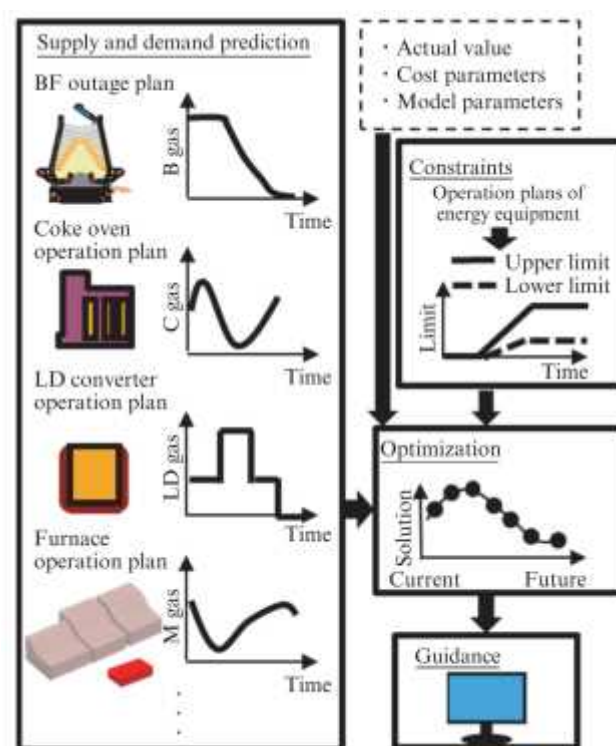 Supply and demand prediction
BF outage plan
B gas
Time
Coke oven
operation plan
C gas
Time
LD converter
operation plan
LD gas
Time
Furnace
operation plan
M gas
Time
· Actual value
· Cost parameters
· Model parameters
Constraints
Operation plans of
energy equipment
Upper limit
Lower limit
Limit
Time
Optimization
Solution
Current Future
Guidance